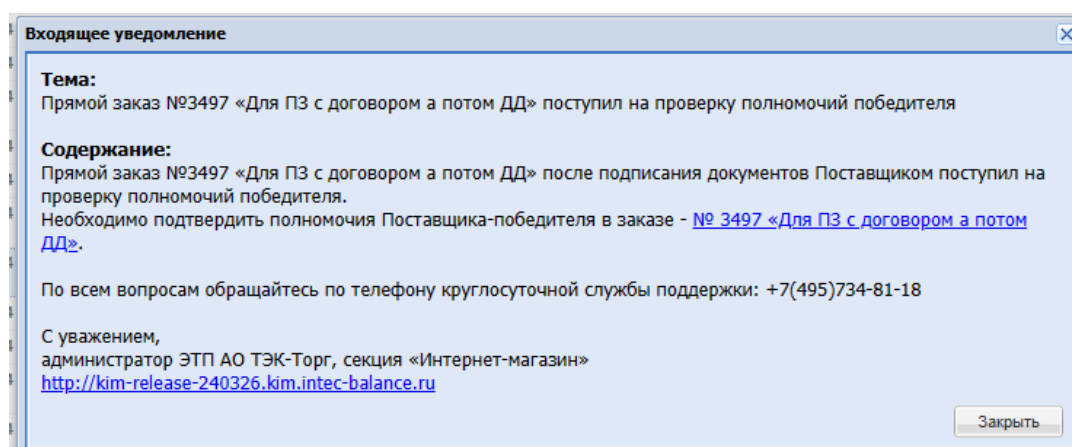 Входящее уведомление
Тема:
Прямой заказ №3497 «Для ПЗ с договором а потом ДД» поступил на проверку полномочий победителя
Содержание:
Прямой заказ №3497 «Для ПЗ с договором а потом ДД» после подписания документов Поставщиком поступил на
проверку полномочий победителя.
Необходимо подтвердить полномочия Поставщика-победителя в заказе - № 3497 «Для ПЗ с договором а потом
ДД».
По всем вопросам обращайтесь по телефону круглосуточной службы поддержки: +7(495)734-81-18
С уважением,
администратор ЭТП АО ТЭК-Торг, секция «Интернет-магазин»
http://kim-release-240326.kim.intec-balance.ru
Закрыть